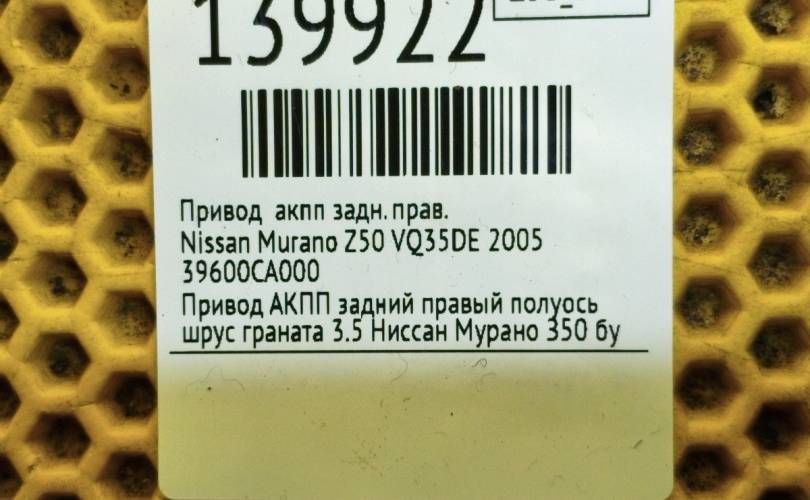 139922
Привод акпп задн. прав.
Nissan Murano Z50 VQ35DE 2005
39600CA000
Привод АКПП задний правый полуось
шрус граната 3.5 Ниссан Мурано 350 бу